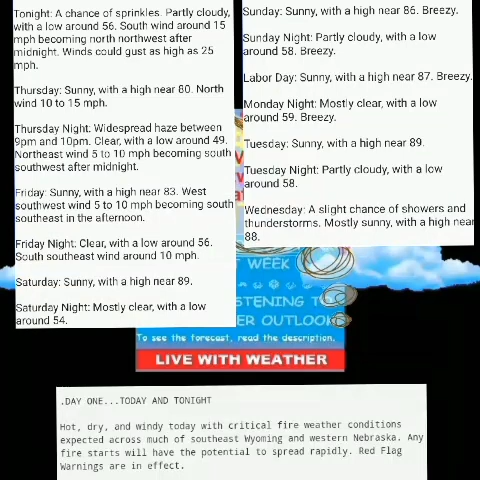 Tonight: A chance of sprinkles. Partly cloudy,
with a low around 56. South wind around 15
mph becoming north northwest after
midnight. Winds could gust as high as 25
mph.
Thursday: Sunny, with a high near 80. North
wind 10 to 15 mph.
Thursday Night: Widespread haze between
9pm and 10pm. Clear, with a low around 49.
Northeast wind 5 to 10 mph becoming south
southwest after midnight.
Friday: Sunny, with a high near 83. West
southwest wind 5 to 10 mph becoming south
southeast in the afternoon.
Friday Night: Clear, with a low around 56.
South southeast wind around 10 mph.
Saturday: Sunny, with a high near 89.
Saturday Night: Mostly clear, with a low
around 54.
Sunday: Sunny, with a high near 86. Breezy.
Sunday Night: Partly cloudy, with a low
around 58. Breezy.
Labor Day: Sunny, with a high near 87. Breezy.
Monday Night: Mostly clear, with a low
around 59. Breezy.
Tuesday: Sunny, with a high near 89.
Tuesday Night: Partly cloudy, with a low
around 58.
Wednesday: A slight chance of showers and
thunderstorms. Mostly sunny, with a high near
88.
WEEK
OUTLOOK
To see the forecast, read the description.
LIVE WITH WEATHER
.DAY ONE...TODAY AND TONIGHT
Hot, dry, and windy today with critical fire weather conditions
expected across much of southeast Wyoming and western Nebraska. Any
fire starts will have the potential to spread rapidly. Red Flag
Warnings are in effect.